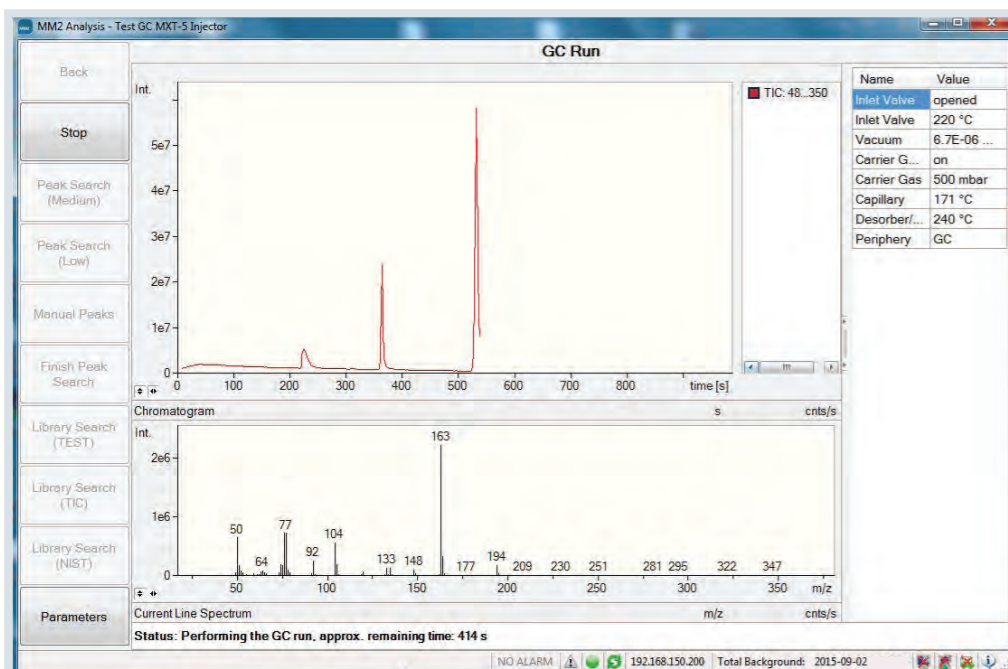 MM2 Analysis - Test GC MXT-5 Injector
GC Run
Back
Stop
Peak Search
(Medium)
Peak Search
(Low)
Manual Peaks
Finish Peak
Search
Library Search
(TEST)
Library Search
(TIC)
Library Search
(NIST)
Parameters
Int.
5e7
4e7
3e7
2e7
1e7
0
0 100 200 300 400 500 600 700 800 time [s]
TIC: 48...350
Chromatogram s cnts/s
Int.
2e6
1e6
0
163
50 77 104
64 92 133 148 177 194 209 230 251 281 295 322 347
50 100 150 200 250 300 350 m/z
Current Line Spectrum m/z cnts/s
Status: Performing the GC run, approx. remaining time: 414 s
Name Value
Inlet Valve opened
Inlet Valve 220 °C
Vacuum 6.7E-06 ...
Carrier G... on
Carrier Gas 500 mbar
Capillary 171 °C
Desorber/... 240 °C
Periphery GC
NO ALARM 192.168.150.200 Total Background: 2015-09-02